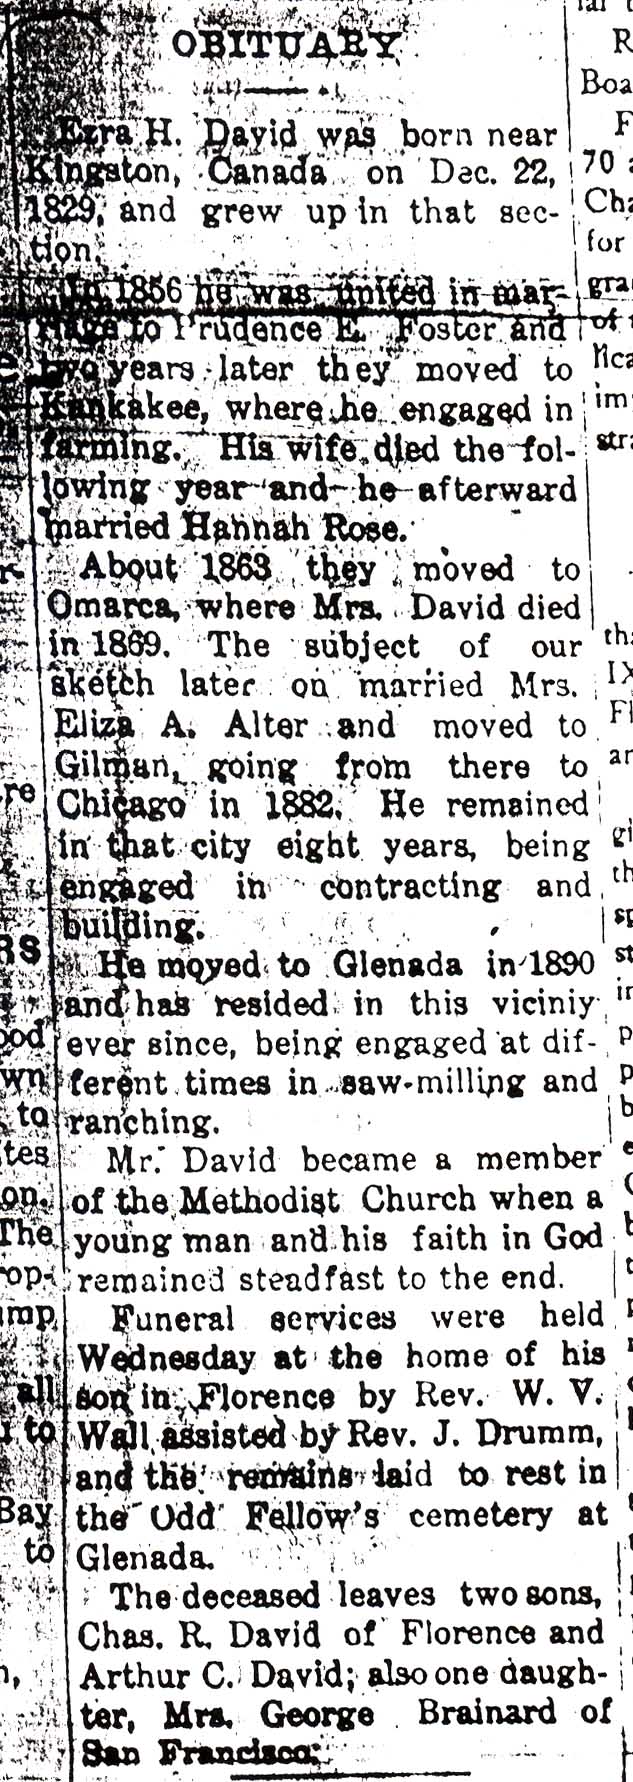 OBITUARY
Ezra H. David was born near
Kingston, Canada on Dec. 22,
1829, and grew up in that sec-
tion.
In 1856 he was united in mar-
riage to Prudence E. Foster and
two years later they moved to
Kankakee, where he engaged in
farming. His wife died the fol-
lowing year and he afterward
married Hannah Rose.
About 1863 they moved to
Omarca, where Mrs. David died
in 1869. The subject of our
sketch later on married Mrs.
Eliza A. Alter and moved to
Gilman, going from there to
Chicago in 1882. He remained
in that city eight years, being
engaged in contracting and
building.
He moved to Glenada in 1890
and has resided in this viciniy
ever since, being engaged at dif-
ferent times in saw-milling and
ranching.
Mr. David became a member
of the Methodist Church when a
young man and his faith in God
remained steadfast to the end.
Funeral services were held
Wednesday at the home of his
son in Florence by Rev. W. V.
Wall assisted by Rev. J. Drumm,
and the remains laid to rest in
the Odd Fellow's cemetery at
Glenada.
The deceased leaves two sons,
Chas. R. David of Florence and
Arthur C. David; also one daugh-
ter, Mrs. George Brainard of
San Francisco.